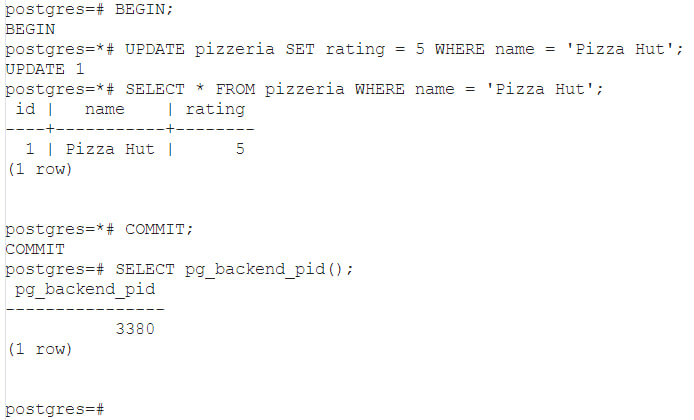 postgres=# BEGIN;
BEGIN
postgres=*# UPDATE pizzeria SET rating = 5 WHERE name = 'Pizza Hut';
UPDATE 1
postgres=*# SELECT * FROM pizzeria WHERE name = 'Pizza Hut';
 id |   name    | rating
----+-----------+--------
  1 | Pizza Hut |      5
(1 row)
postgres=*# COMMIT;
COMMIT
postgres=# SELECT pg_backend_pid();
 pg_backend_pid
----------------
           3380
(1 row)
postgres=#